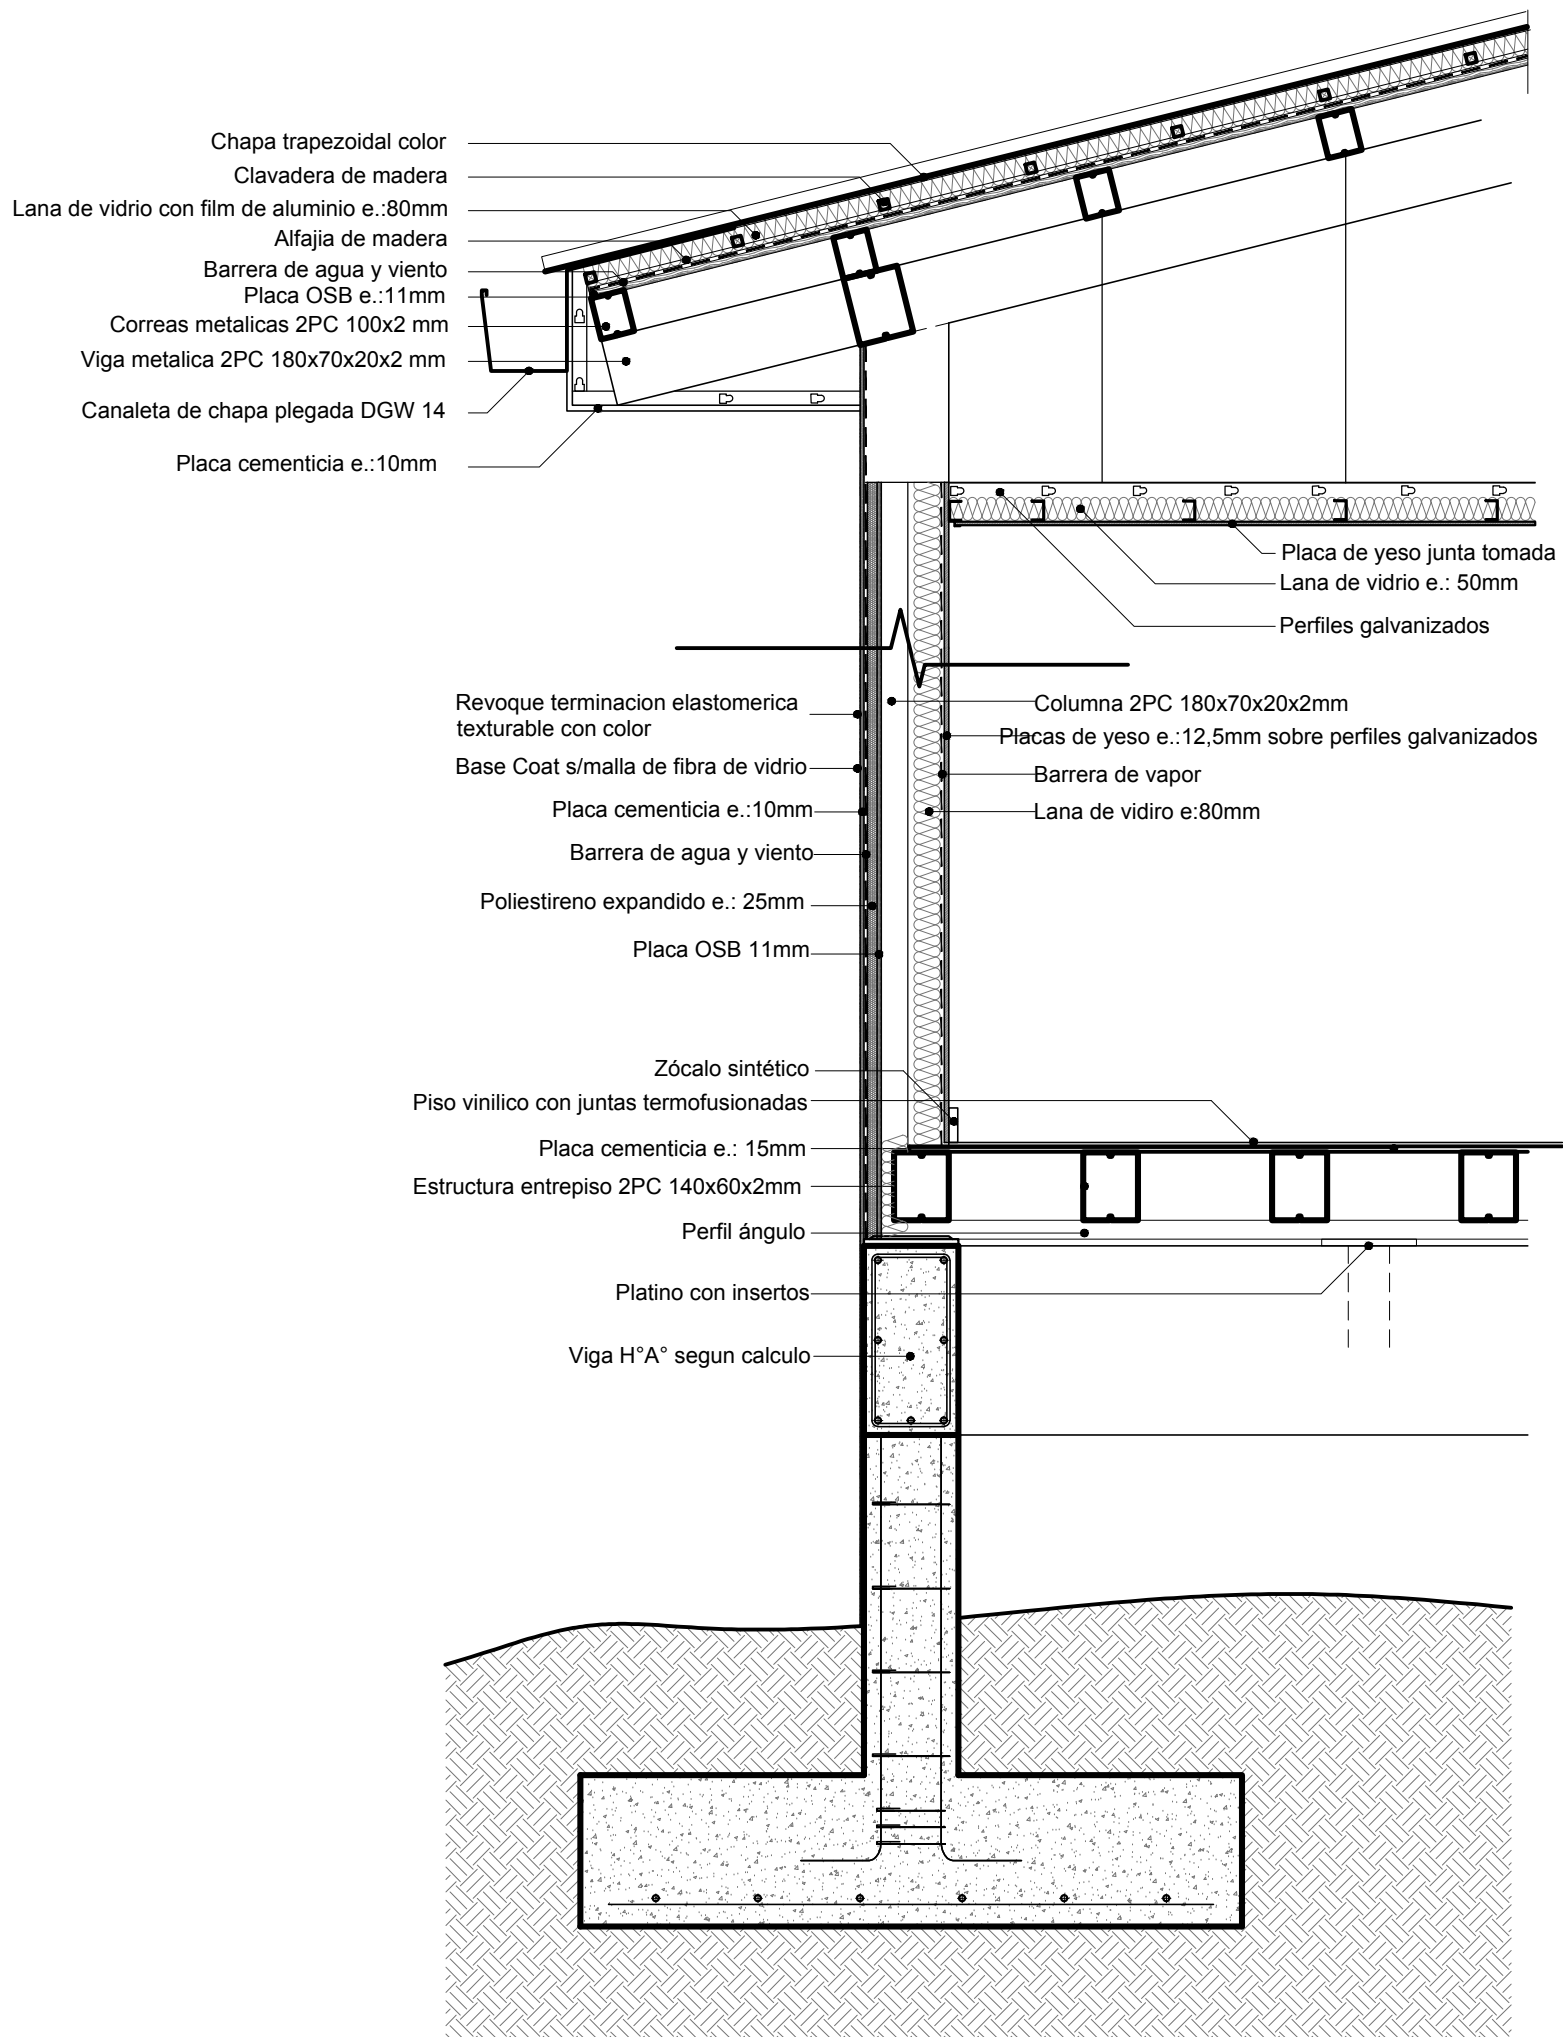 Chapa trapezoidal color
Clavadera de madera
Lana de vidrio con film de aluminio e.:80mm
Alfajia de madera
Barrera de agua y viento
Placa OSB e.:11mm
Correas metalicas 2PC 100x2 mm
Viga metalica 2PC 180x70x20x2 mm
Canaleta de chapa plegada DGW 14
Placa cementicia e.:10mm
Placa de yeso junta tomada
Lana de vidrio e.: 50mm
Perfiles galvanizados
Revoque terminacion elastomerica
texturable con color
Base Coat s/malla de fibra de vidrio
Placa cementicia e.:10mm
Barrera de agua y viento
Poliestireno expandido e.: 25mm
Placa OSB 11mm
Columna 2PC 180x70x20x2mm
Placas de yeso e.:12,5mm sobre perfiles galvanizados
Barrera de vapor
Lana de vidiro e:80mm
Zócalo sintético
Piso vinilico con juntas termofusionadas
Placa cementicia e.: 15mm
Estructura entrepiso 2PC 140x60x2mm
Perfil ángulo
Platino con insertos
Viga H°A° segun calculo